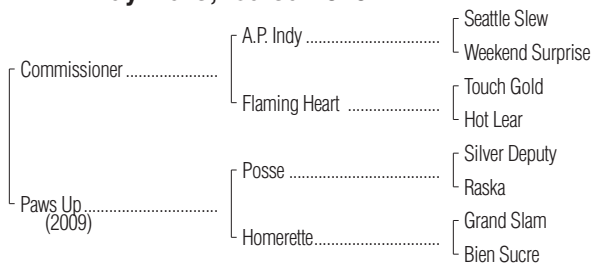 Seattle Slew
A.P. Indy
Weekend Surprise
Commissioner
Touch Gold
Flaming Heart
Hot Lear
Silver Deputy
Posse
Raska
Paws Up
(2009)
Grand Slam
Homerette
Bien Sucre